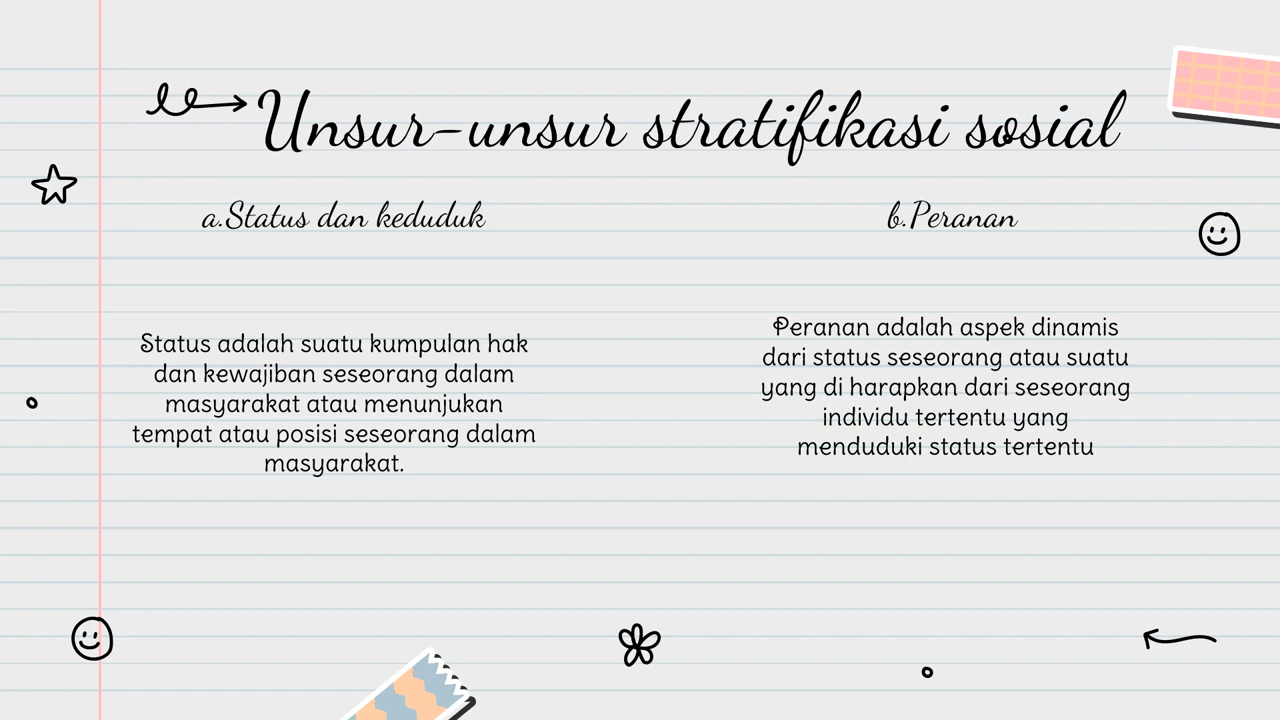 Unsur-unsur stratifikasi sosial
a.Status dan keduduk
Status adalah suatu kumpulan hak
dan kewajiban seseorang dalam
masyarakat atau menunjukan
tempat atau posisi seseorang dalam
masyarakat.
b.Peranan
Peranan adalah aspek dinamis
dari status seseorang atau suatu
yang di harapkan dari seseorang
individu tertentu yang
menduduki status tertentu